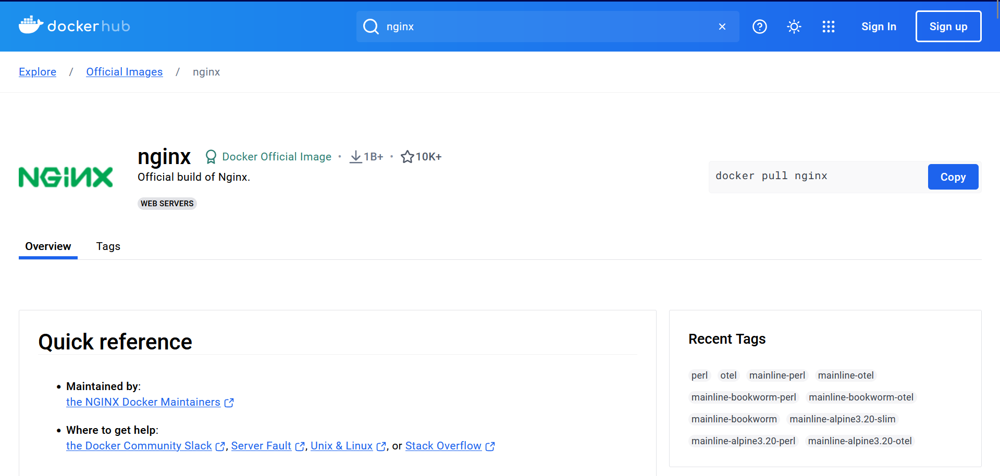 docker hub
nginx
Sign In
Sign up
Explore / Official Images / nginx
NGINX
nginx Docker Official Image • 1B+ • 10K+
Official build of Nginx.
WEB SERVERS
docker pull nginx
Copy
Overview Tags
Quick reference
• Maintained by:
the NGINX Docker Maintainers
• Where to get help:
the Docker Community Slack, Server Fault, Unix & Linux, or Stack Overflow
Recent Tags
perl otel mainline-perl mainline-otel
mainline-bookworm-perl mainline-bookworm-otel
mainline-bookworm mainline-alpine3.20-slim
mainline-alpine3.20-perl mainline-alpine3.20-otel